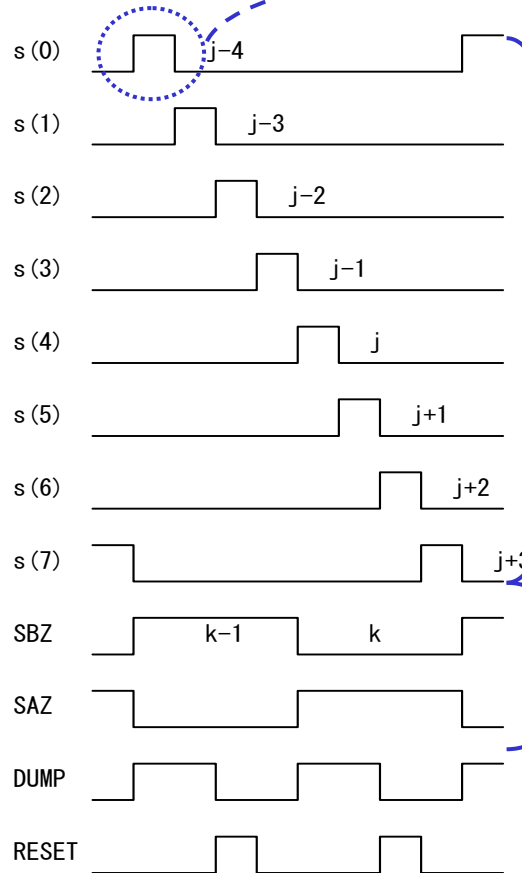 s(0) j-4
s(1) j-3
s(2) j-2
s(3) j-1
s(4) j
s(5) j+1
s(6) j+2
s(7) j+3
SBZ k-1 k
SAZ
DUMP
RESET